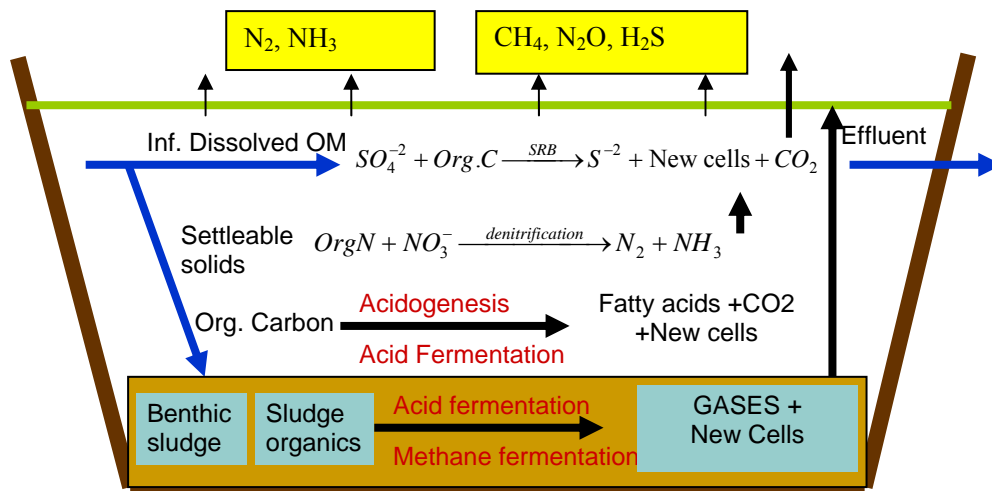 N₂, NH₃
CH₄, N₂O, H₂S
Inf. Dissolved OM
Effluent
SO₄⁻² + Org.C —SRB→ S⁻² + New cells + CO₂
Settleable
solids
OrgN + NO₃⁻ —denitrification→ N₂ + NH₃
Org. Carbon
Acidogenesis
Acid Fermentation
Fatty acids +CO2
+New cells
Benthic
sludge
Sludge
organics
Acid fermentation
Methane fermentation
GASES +
New Cells